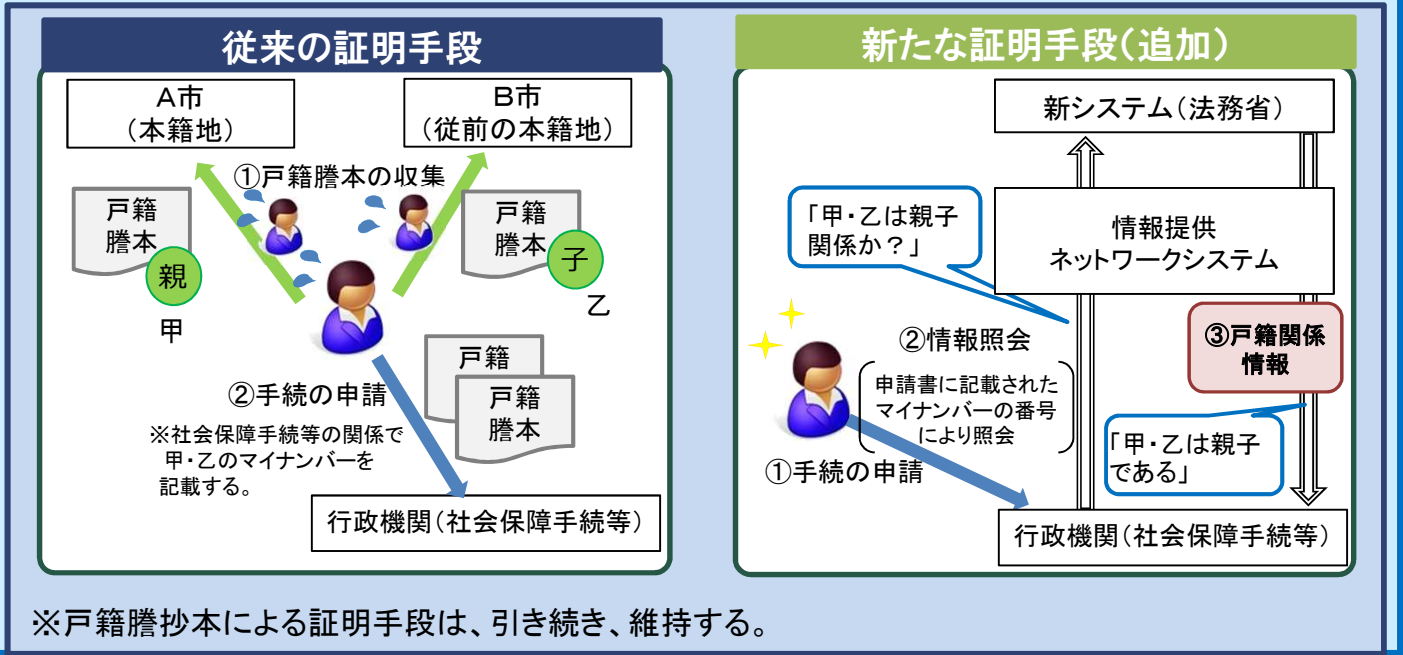 従来の証明手段
A市
(本籍地)
B市
(従前の本籍地)
①戸籍謄本の収集
戸籍
謄本
親
甲
戸籍
謄本
子
乙
②手続の申請
※社会保障手続等の関係で
甲・乙のマイナンバーを
記載する。
戸籍
戸籍
謄本
行政機関(社会保障手続等)
新たな証明手段(追加)
新システム(法務省)
情報提供
ネットワークシステム
「甲・乙は親子
関係か?」
②情報照会
申請書に記載された
マイナンバーの番号
により照会
①手続の申請
③戸籍関係
情報
「甲・乙は親子
である」
行政機関(社会保障手続等)
※戸籍謄抄本による証明手段は、引き続き、維持する。